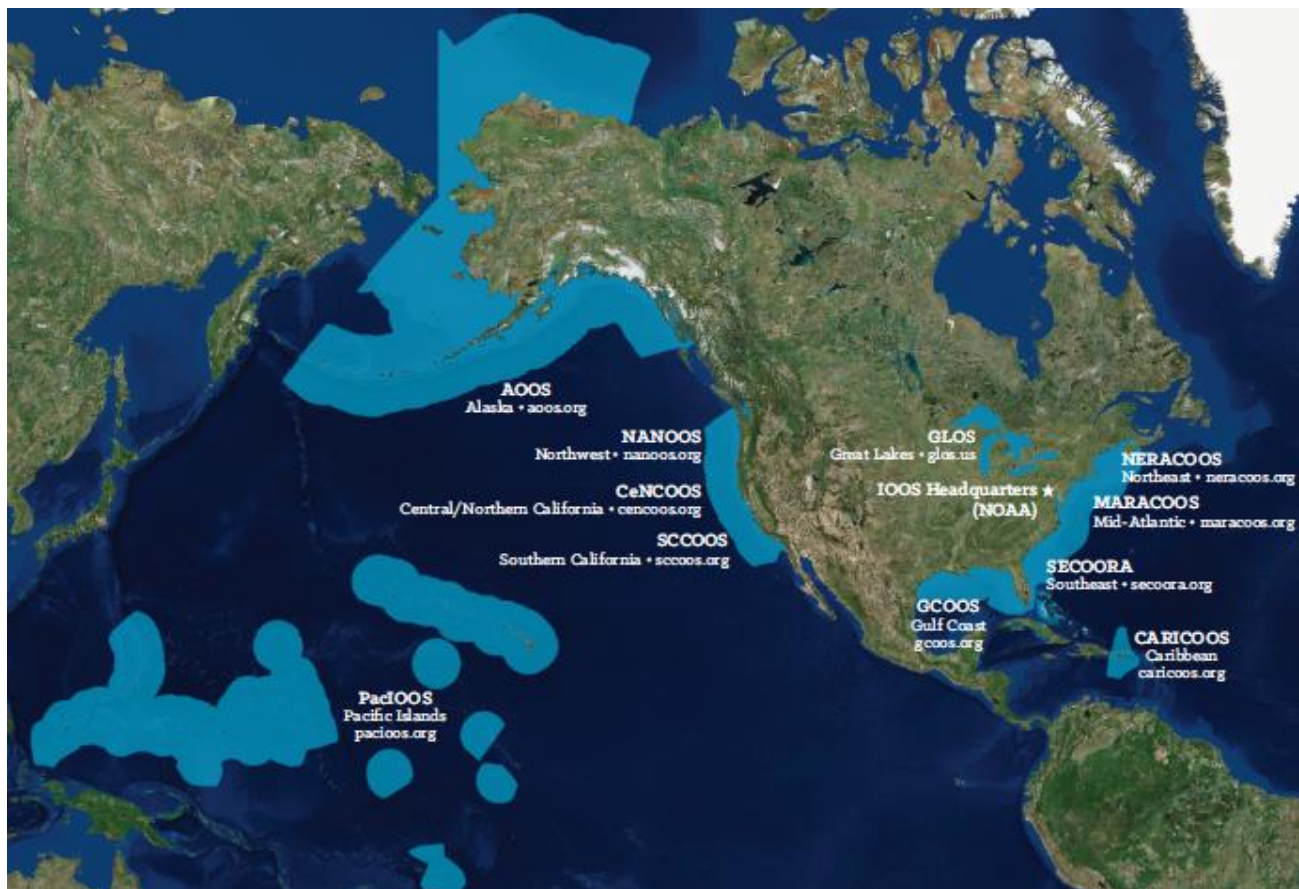 AOOS
Alaska • aoos.org
NANOOS
Northwest • nanoos.org
CeNCOOS
Central/Northern California • cencoos.org
SCCOOS
Southern California • sccoos.org
GLOS
Great Lakes • glos.us
IOOS Headquarters ★
(NOAA)
NERACOOS
Northeast • neracoos.org
MARACOOS
Mid-Atlantic • maracoos.org
SECOORA
Southeast • secoora.org
GCOOS
Gulf Coast
gcoos.org
CARICOOS
Caribbean
caricoos.org
PacIOOS
Pacific Islands
pacioos.org